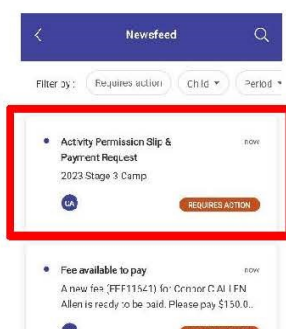 Newsfeed
Filter by: Requires action Child Period
Activity Permission Slip & now
Payment Request
2023 Stage 3 Camp
CA REQUIRES ACTION
Fee available to pay now
A new fee for Connor C ALLEN
Allen is ready to be paid. Please pay $150.0..